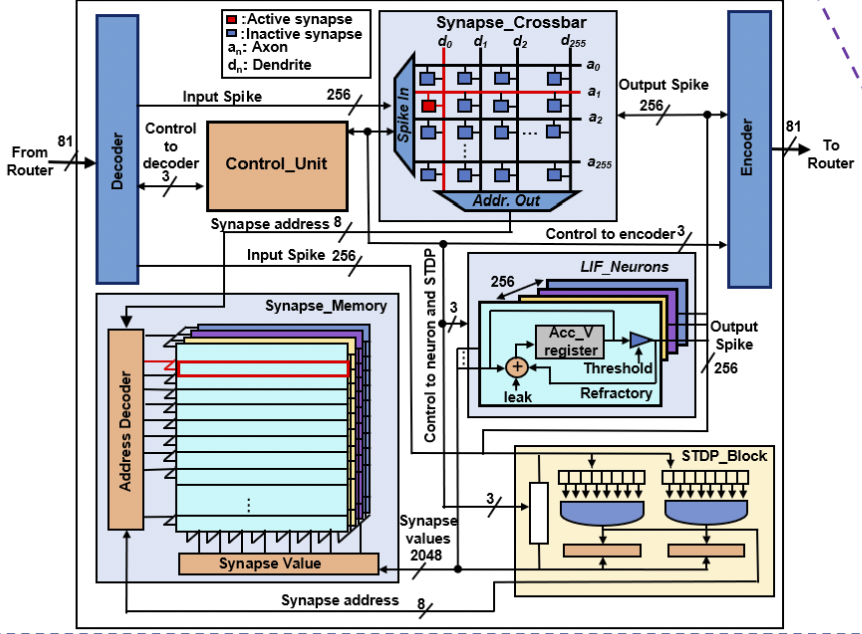 :Active synapse
:Inactive synapse
aₙ: Axon
dₙ: Dendrite
Synapse_Crossbar
d₀ d₁ d₂ d₂₅₅
a₀
a₁
a₂
a₂₅₅
...
Spike In
Addr. Out
Decoder
Encoder
Input Spike 256
Output Spike
256
81
From
Router
Control
to
decoder
3
Control_Unit
81
To
Router
Synapse address 8
Control to encoder 3
Input Spike 256
Synapse_Memory
Address Decoder
Synapse Value
Control to neuron and STDP
3
LIF_Neurons
256
Acc_V
register
+
Threshold
leak
Refractory
Output
Spike
256
STDP_Block
3
Synapse
values
2048
Synapse address 8